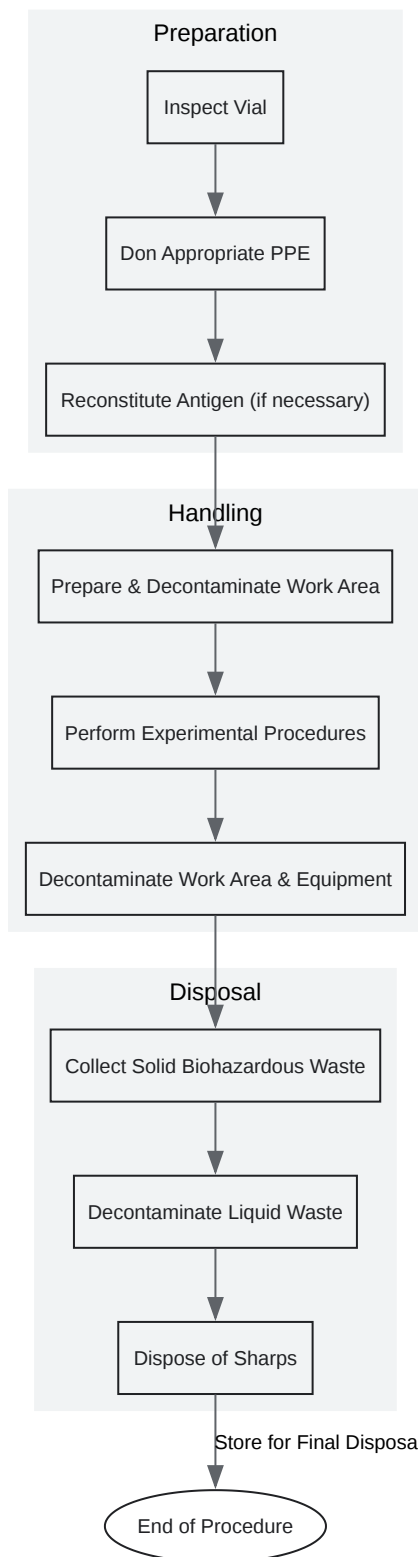 Preparation
Inspect Vial
Don Appropriate PPE
Reconstitute Antigen (if necessary)
Handling
Prepare & Decontaminate Work Area
Perform Experimental Procedures
Decontaminate Work Area & Equipment
Disposal
Collect Solid Biohazardous Waste
Decontaminate Liquid Waste
Dispose of Sharps
Store for Final Disposa
End of Procedure